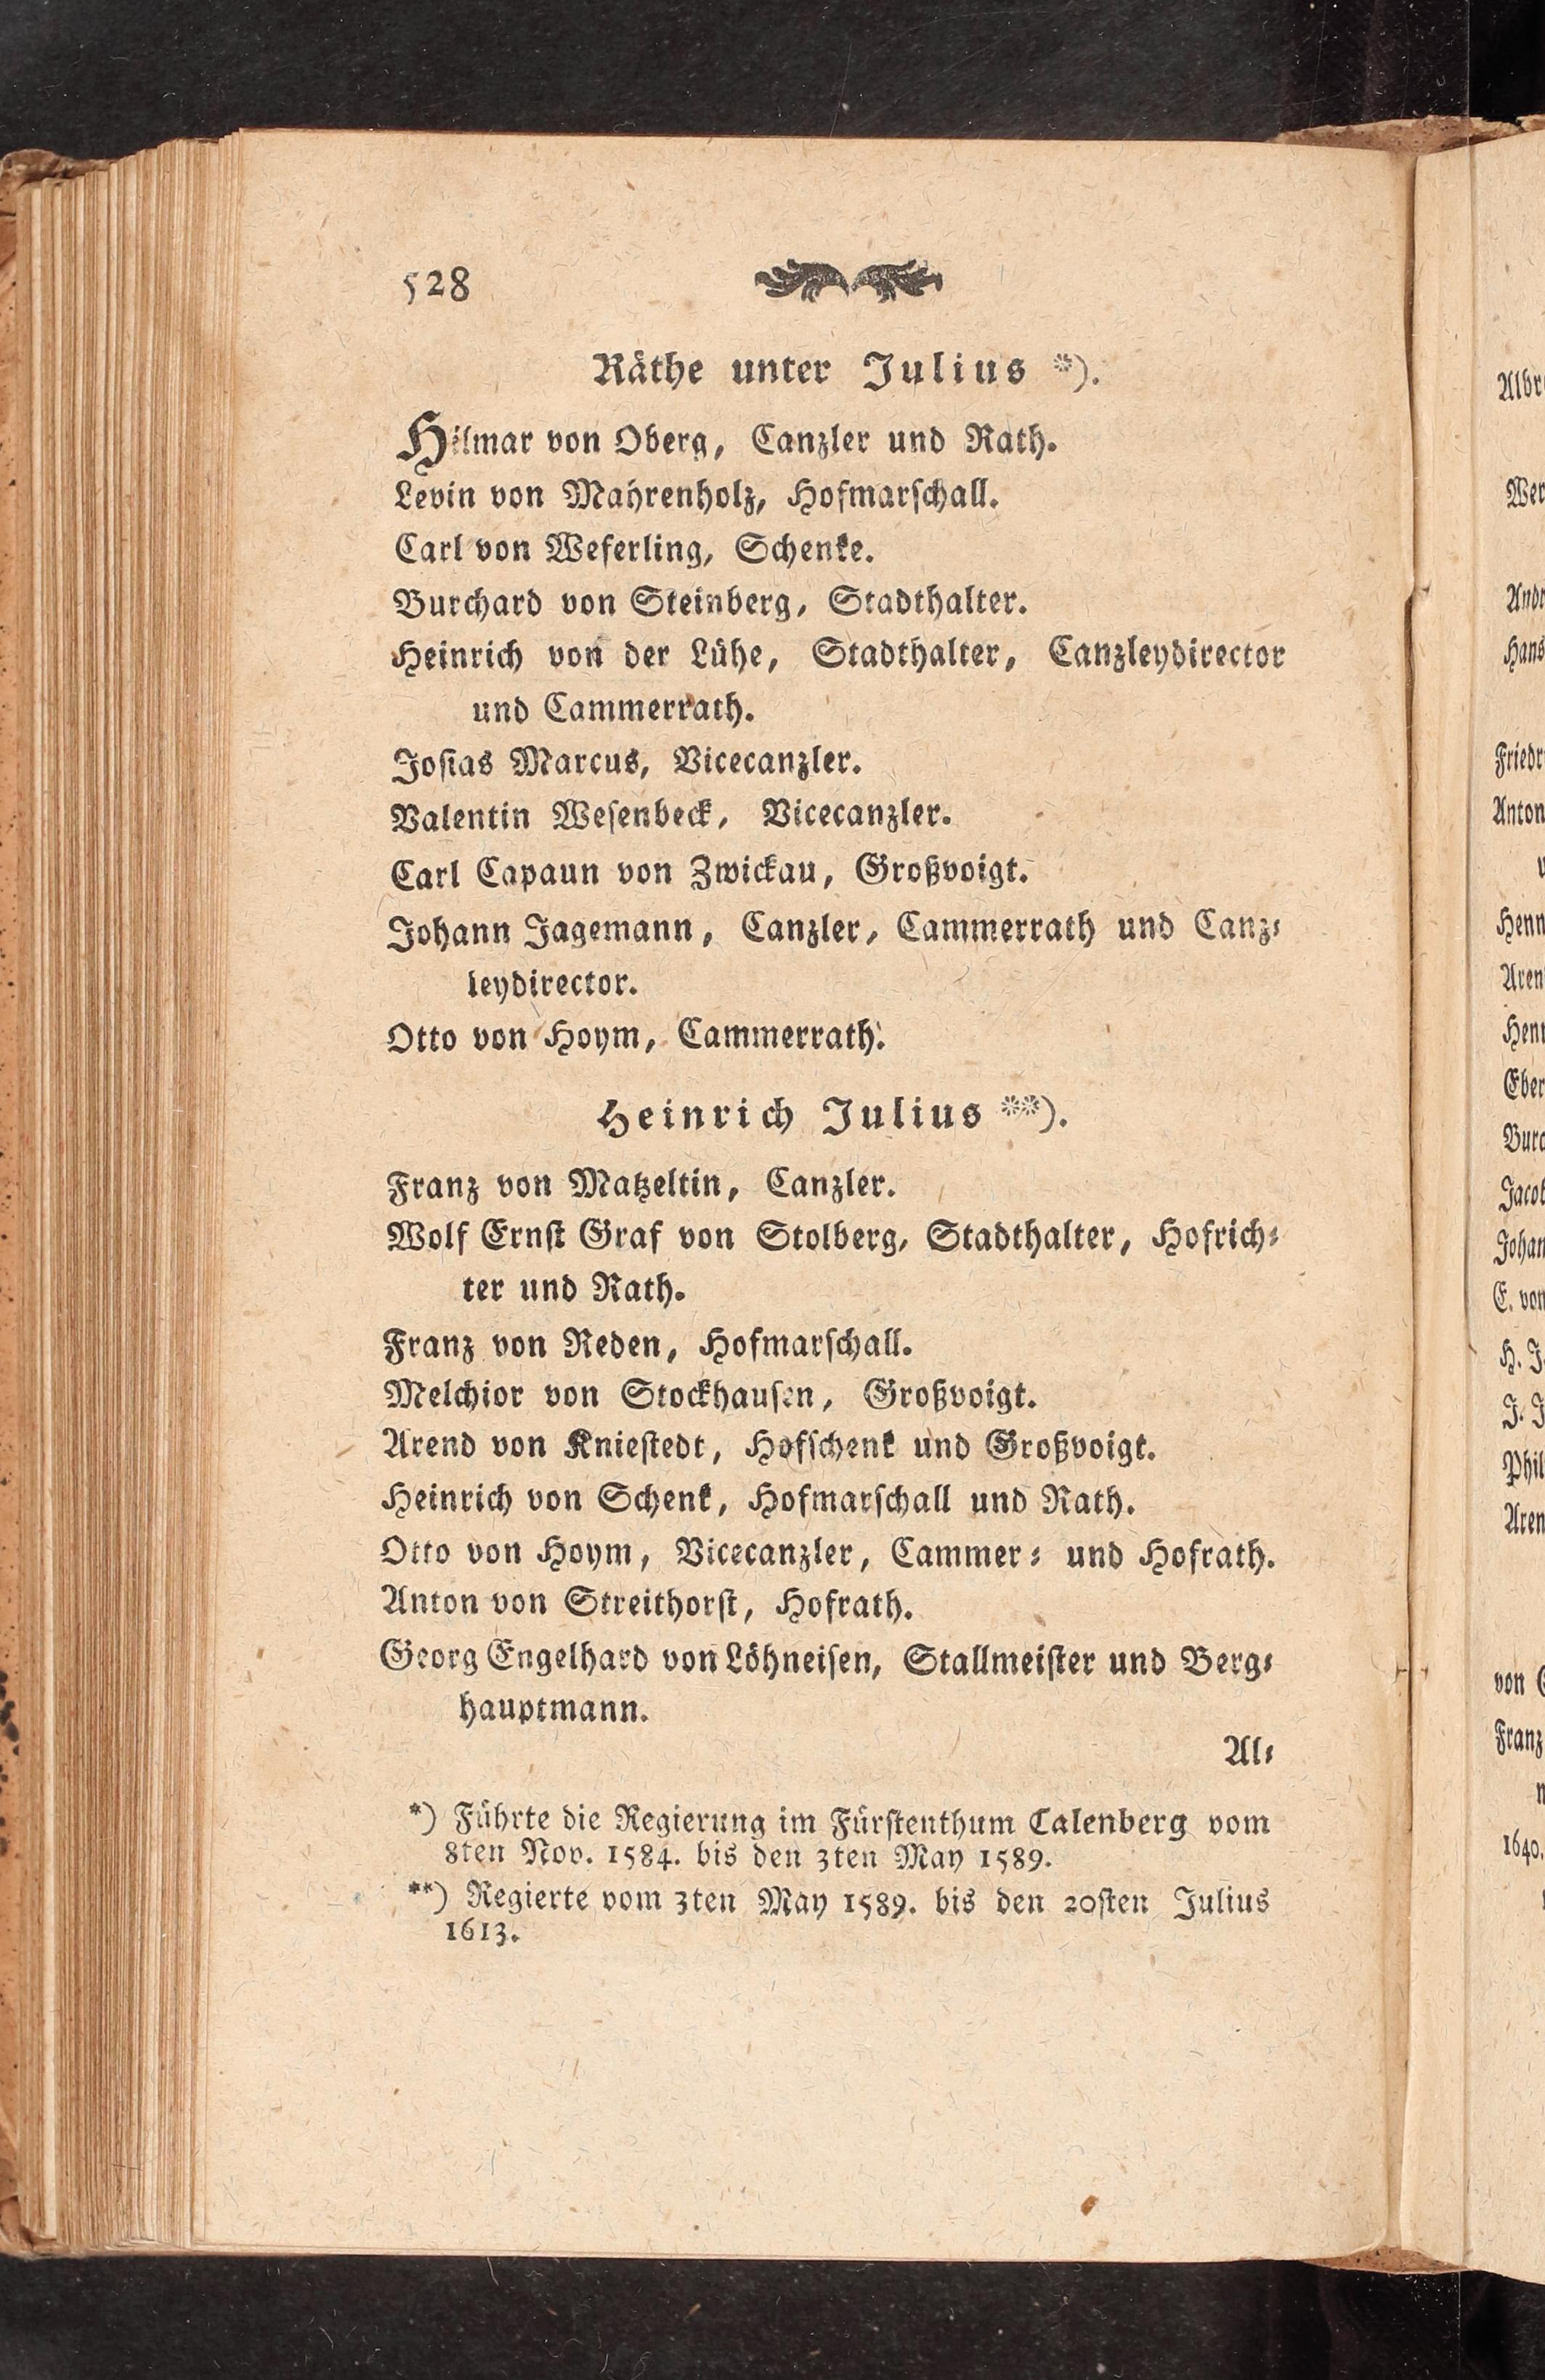 528
Räthe unter Julius *).
Hilmar von Oberg, Canzler und Rath.
Levin von Mahrenholz, Hofmarschall.
Carl von Weferling, Schenke.
Burchard von Steinberg, Stadthalter.
Heinrich von der Lühe, Stadthalter, Canzleydirector
und Cammerrath.
Josias Marcus, Vicecanzler.
Valentin Wesenbeck, Vicecanzler.
Carl Capaun von Zwickau, Großvoigt.
Johann Jagemann, Canzler, Cammerrath und Canz-
leydirector.
Otto von Hoym, Cammerrath.
Heinrich Julius **).
Franz von Matzeltin, Canzler.
Wolf Ernst Graf von Stolberg, Stadthalter, Hofrich-
ter und Rath.
Franz von Reden, Hofmarschall.
Melchior von Stockhausen, Großvoigt.
Arend von Kniestedt, Hofschenk und Großvoigt.
Heinrich von Schenk, Hofmarschall und Rath.
Otto von Hoym, Vicecanzler, Cammer- und Hofrath.
Anton von Streithorst, Hofrath.
Georg Engelhard von Löhneisen, Stallmeister und Berg-
hauptmann.
Al-
*) Führte die Regierung im Fürstenthum Calenberg vom
8ten Nov. 1584. bis den 3ten May 1589.
**) Regierte vom 3ten May 1589. bis den 20sten Julius
1613.
Hans
Anton
von
Franz
1640.